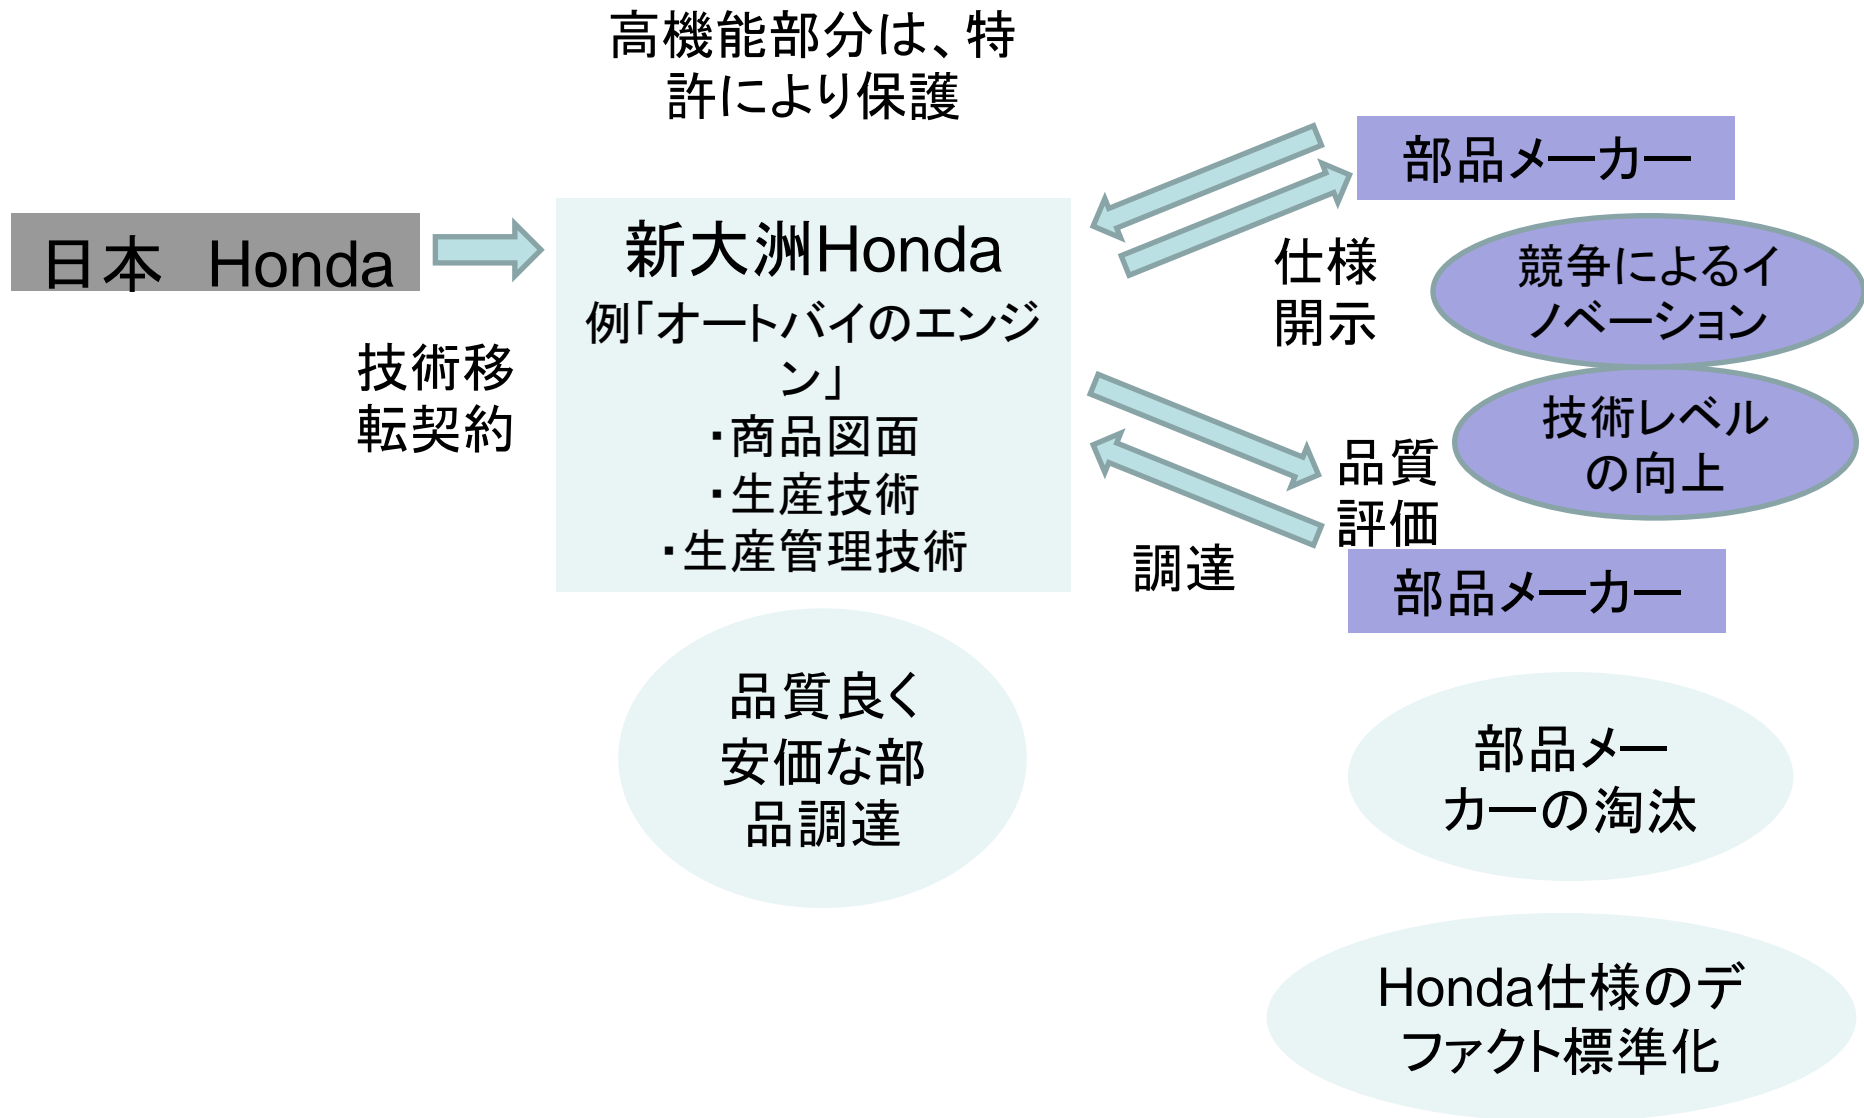 高機能部分は、特
許により保護
日本　Honda
技術移
転契約
新大洲Honda
例「オートバイのエンジ
ン」
・商品図面
・生産技術
・生産管理技術
部品メーカー
仕様
開示
競争によるイ
ノベーション
技術レベル
の向上
品質
評価
調達
部品メーカー
品質良く
安価な部
品調達
部品メー
カーの淘汰
Honda仕様のデ
ファクト標準化